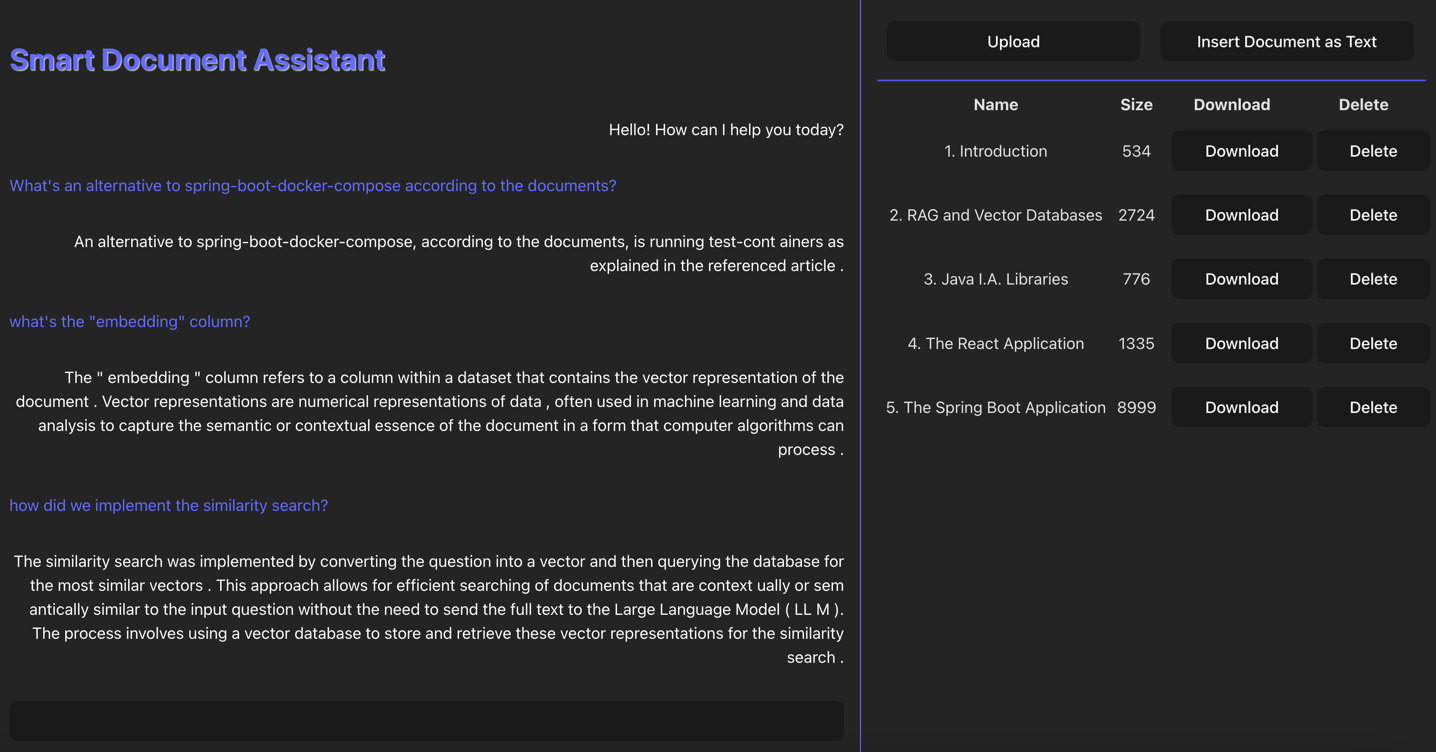 Smart Document Assistant
Hello! How can I help you today?
What's an alternative to spring-boot-docker-compose according to the documents?
An alternative to spring-boot-docker-compose, according to the documents, is running test-cont ainers as
explained in the referenced article .
what's the "embedding" column?
The " embedding " column refers to a column within a dataset that contains the vector representation of the
document . Vector representations are numerical representations of data , often used in machine learning and data
analysis to capture the semantic or contextual essence of the document in a form that computer algorithms can
process .
how did we implement the similarity search?
The similarity search was implemented by converting the question into a vector and then querying the database for
the most similar vectors . This approach allows for efficient searching of documents that are context ually or sem
antically similar to the input question without the need to send the full text to the Large Language Model ( LL M ).
The process involves using a vector database to store and retrieve these vector representations for the similarity
search .
Upload Insert Document as Text
Name Size Download Delete
1. Introduction 534 Download Delete
2. RAG and Vector Databases 2724 Download Delete
3. Java I.A. Libraries 776 Download Delete
4. The React Application 1335 Download Delete
5. The Spring Boot Application 8999 Download Delete